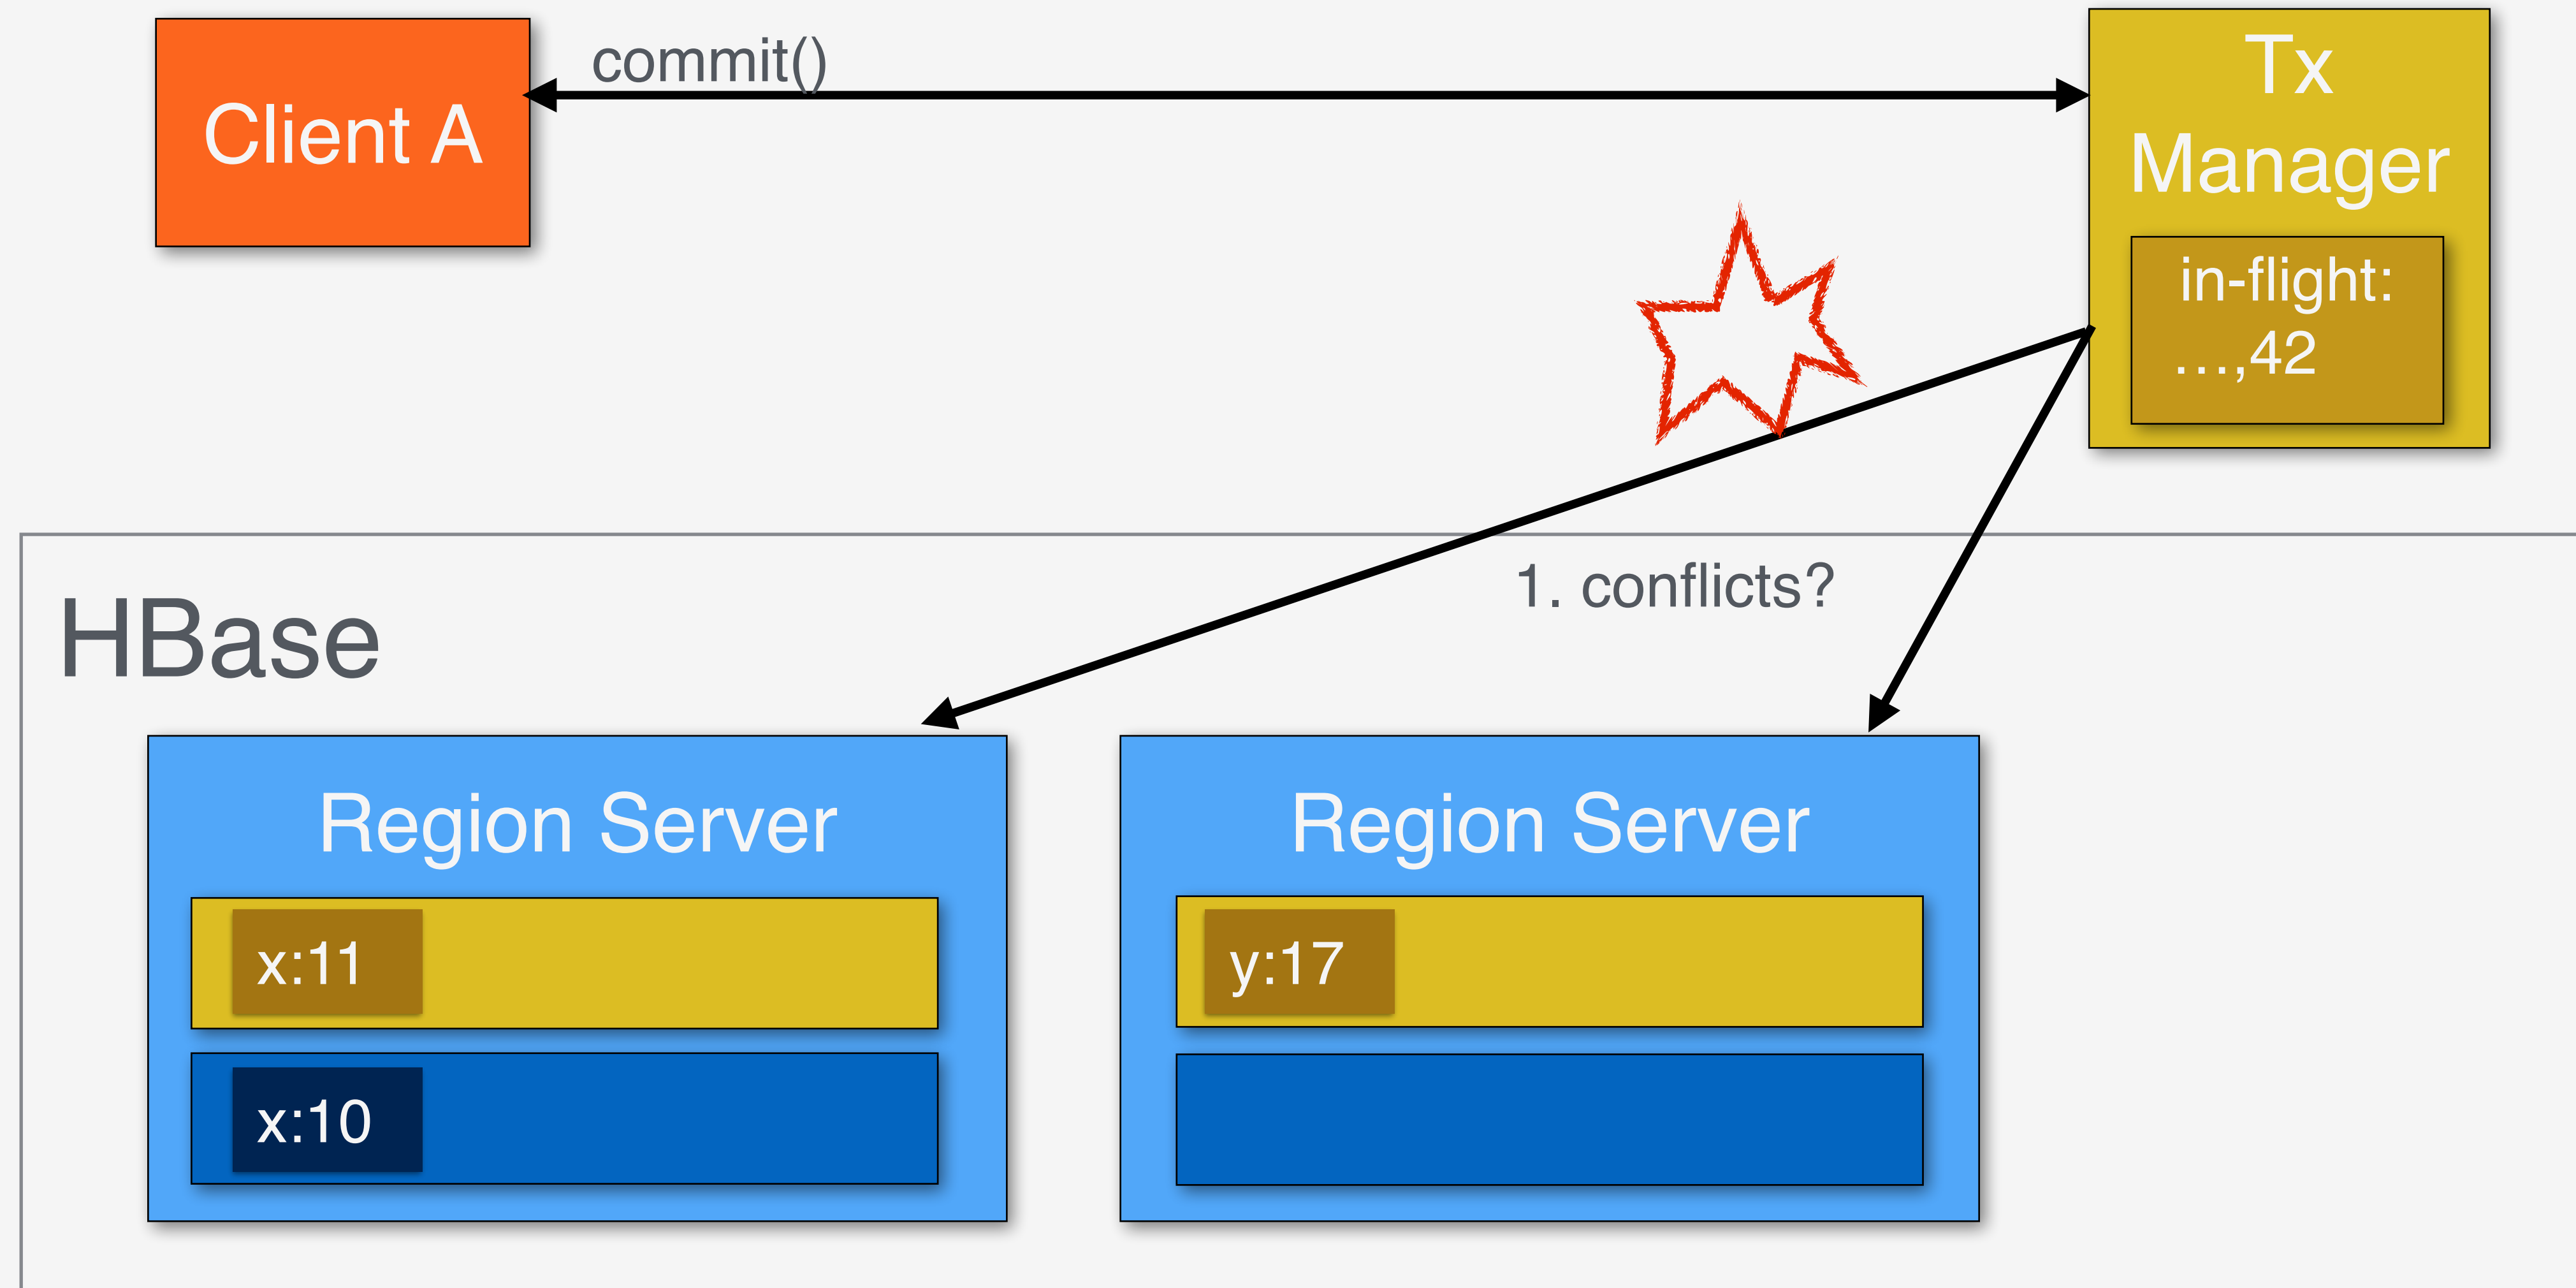 commit()
Client A
Tx
Manager
in-flight:
...,42
1. conflicts?
HBase
Region Server
Region Server
x:11
y:17
x:10